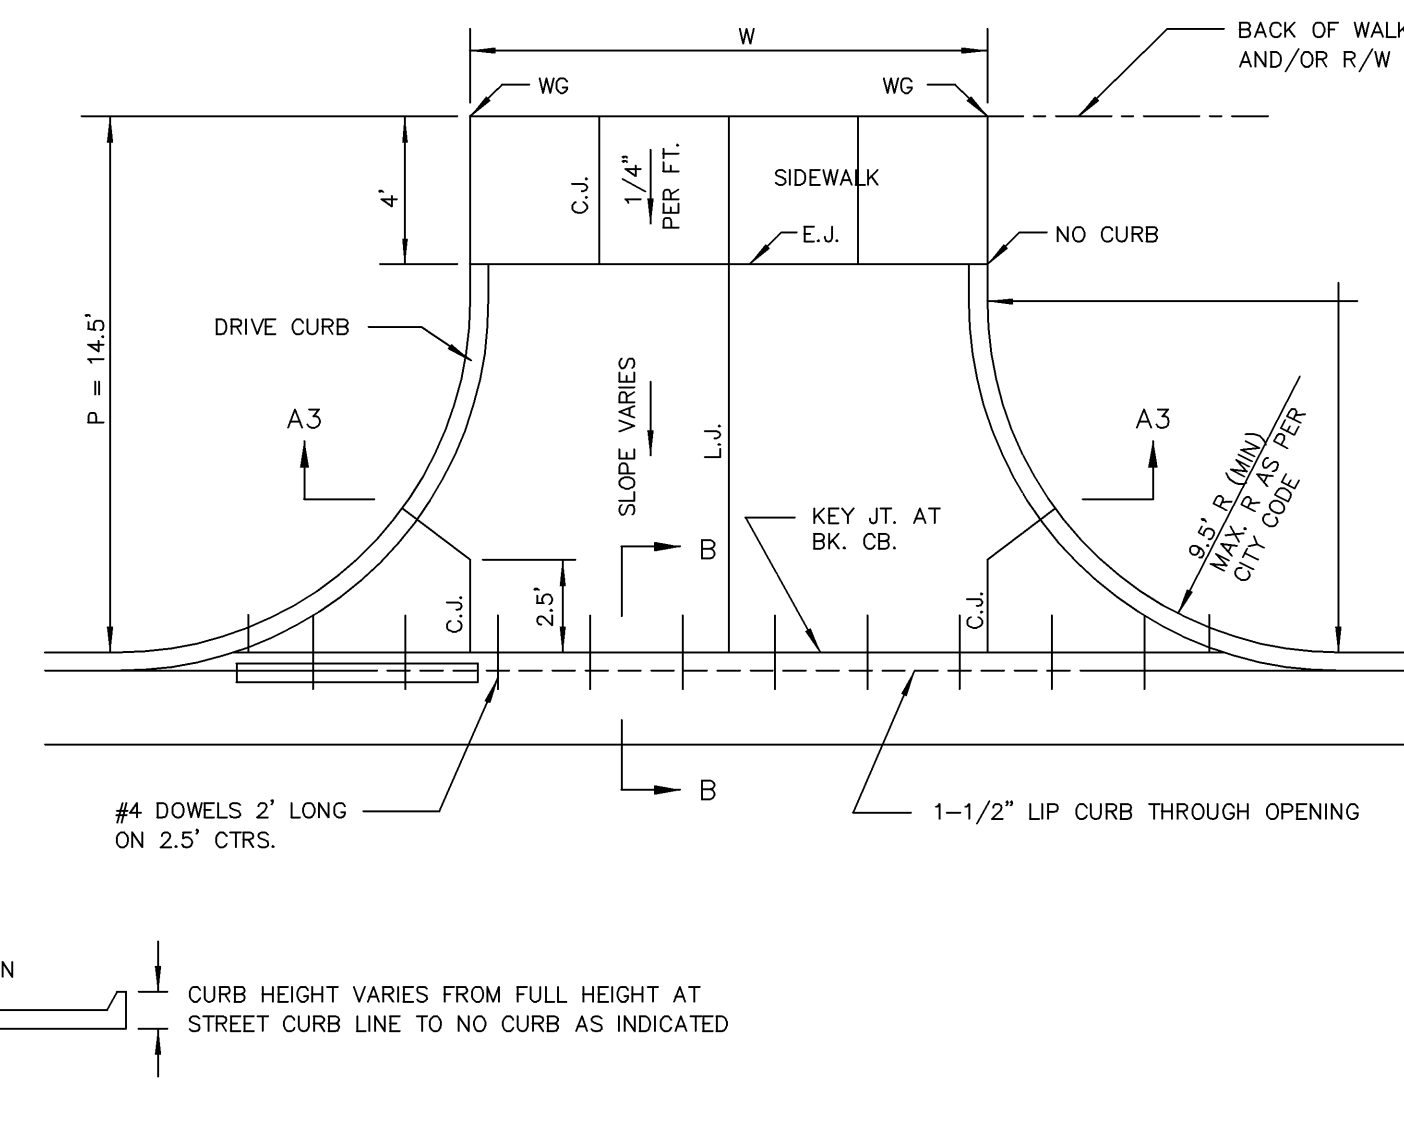 W
BACK OF WALK
AND/OR R/W
WG
WG
4'
C.J.
1/4"
PER FT.
SIDEWALK
E.J.
NO CURB
P = 14.5'
DRIVE CURB
A3
A3
SLOPE VARIES
L.J.
9.5' R (MIN)
MAX. R AS PER
CITY CODE
KEY JT. AT
BK. CB.
B
C.J.
2.5'
C.J.
B
#4 DOWELS 2' LONG
ON 2.5' CTRS.
1-1/2" LIP CURB THROUGH OPENING
N
CURB HEIGHT VARIES FROM FULL HEIGHT AT
STREET CURB LINE TO NO CURB AS INDICATED